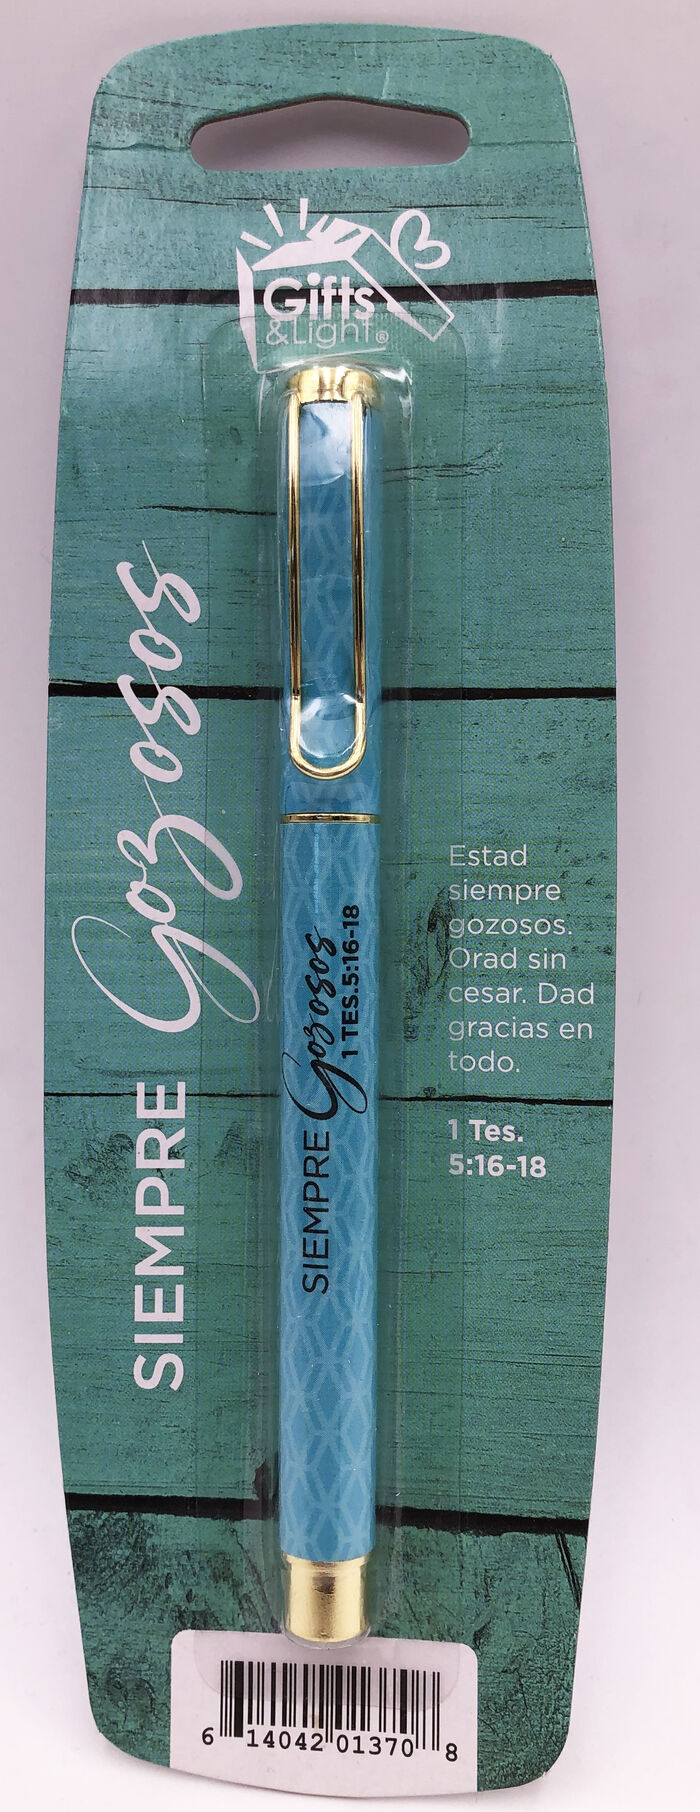 Gifts
&Light®
SIEMPRE Gozosos
SIEMPRE Gozosos
1 TES.5:16-18
Estad
siempre
gozosos.
Orad sin
cesar. Dad
gracias en
todo.
1 Tes.
5:16-18
6 14042 01370 8